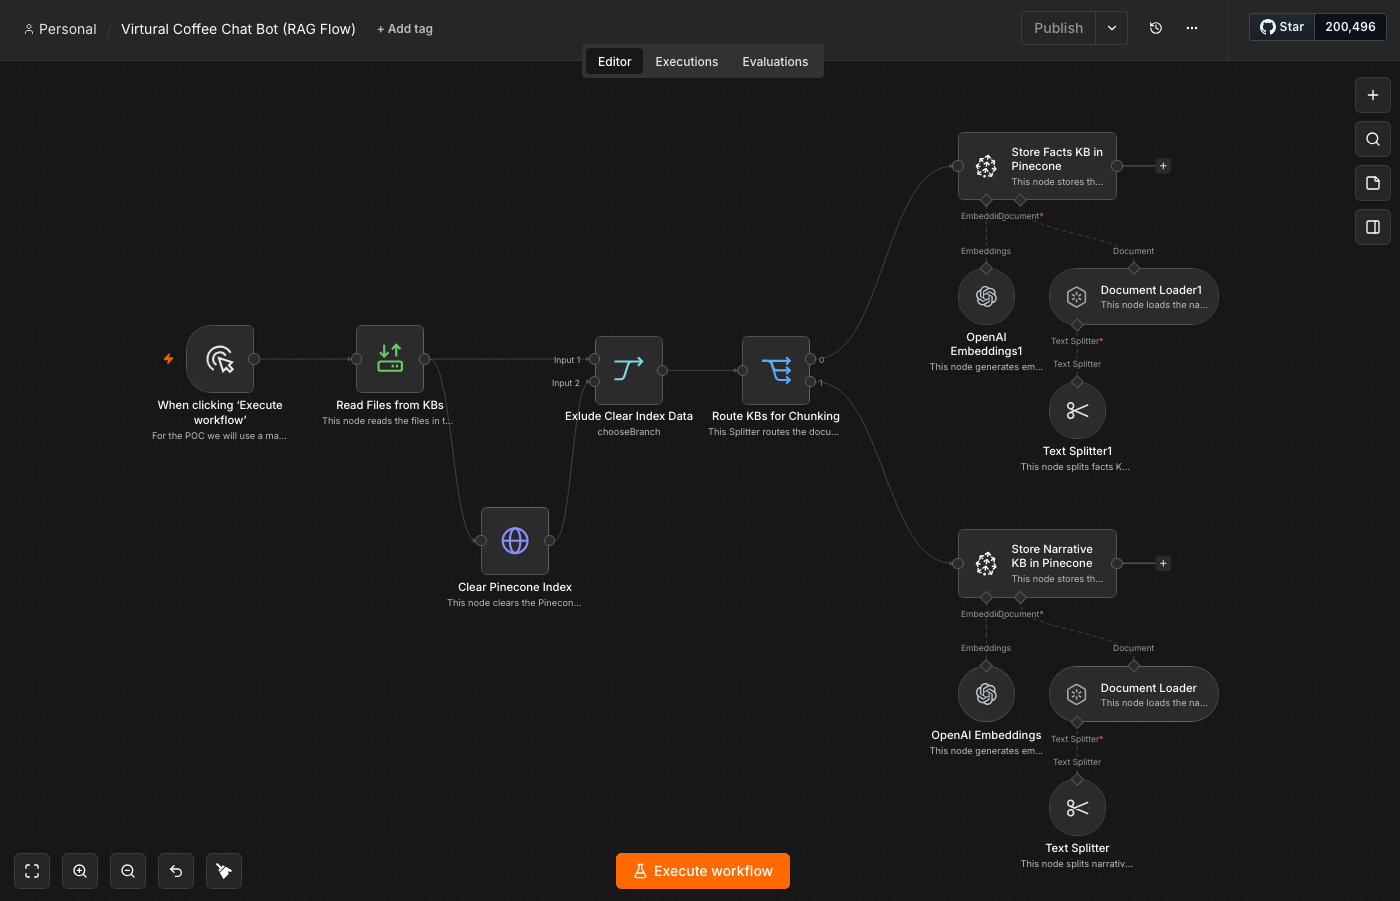 Personal / Virtural Coffee Chat Bot (RAG Flow) + Add tag
Publish
Star 200,496
Editor Executions Evaluations
Store Facts KB in
Pinecone
This node stores th...
Document*
Embeddings
Document
Document Loader1
This node loads the na...
OpenAI
Embeddings1
This node generates em...
Text Splitter*
Text Splitter
Text Splitter1
This node splits facts K...
When clicking ‘Execute
workflow’
For the POC we will use a ma...
Read Files from KBs
This node reads the files in t...
Input 1
Input 2
Exlude Clear Index Data
chooseBranch
Route KBs for Chunking
This Splitter routes the docu...
0
1
Clear Pinecone Index
This node clears the Pinecon...
Store Narrative
KB in Pinecone
This node stores th...
Document*
Embeddings
Document
Document Loader
This node loads the na...
OpenAI Embeddings
This node generates em...
Text Splitter*
Text Splitter
Text Splitter
This node splits narrativ...
Execute workflow